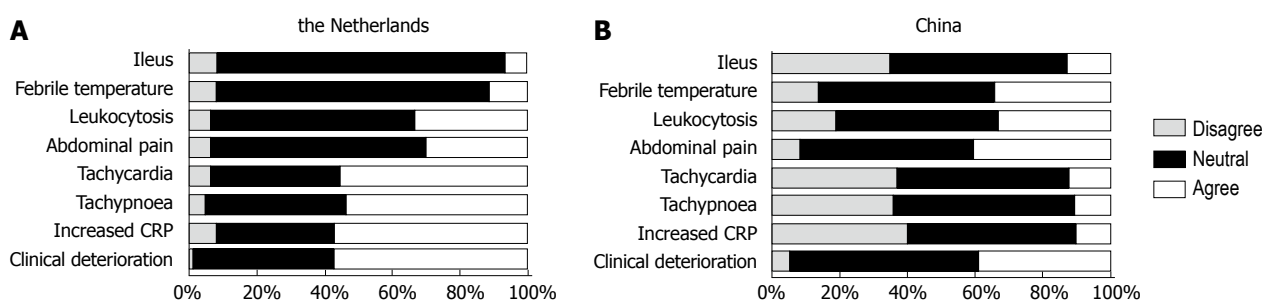 A
the Netherlands
Ileus
Febrile temperature
Leukocytosis
Abdominal pain
Tachycardia
Tachypnoea
Increased CRP
Clinical deterioration
0% 20% 40% 60% 80% 100%
B
China
Ileus
Febrile temperature
Leukocytosis
Abdominal pain
Tachycardia
Tachypnoea
Increased CRP
Clinical deterioration
0% 20% 40% 60% 80% 100%
Disagree
Neutral
Agree